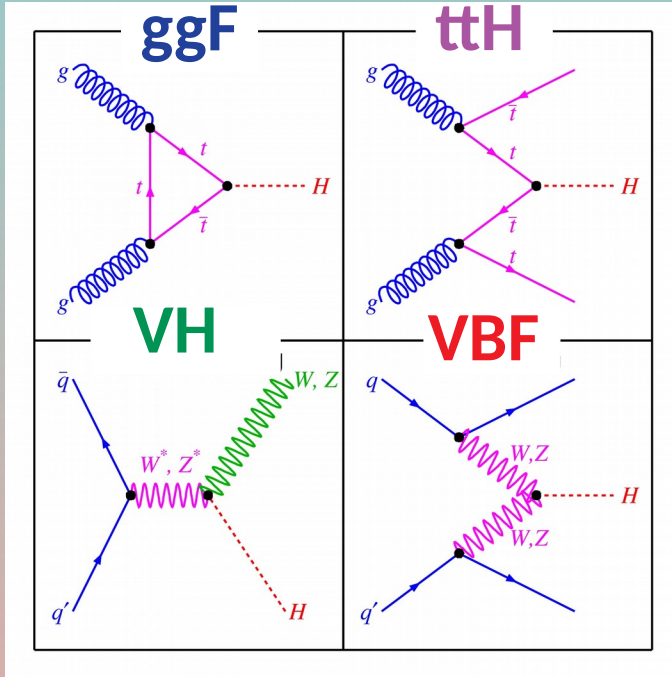 ggF
g
t
t
t̄
H
g
ttH
g
t̄
t
H
t̄
t
g
VH
q̄
W, Z
W*, Z*
q′
H
VBF
q
W,Z
H
W,Z
q′